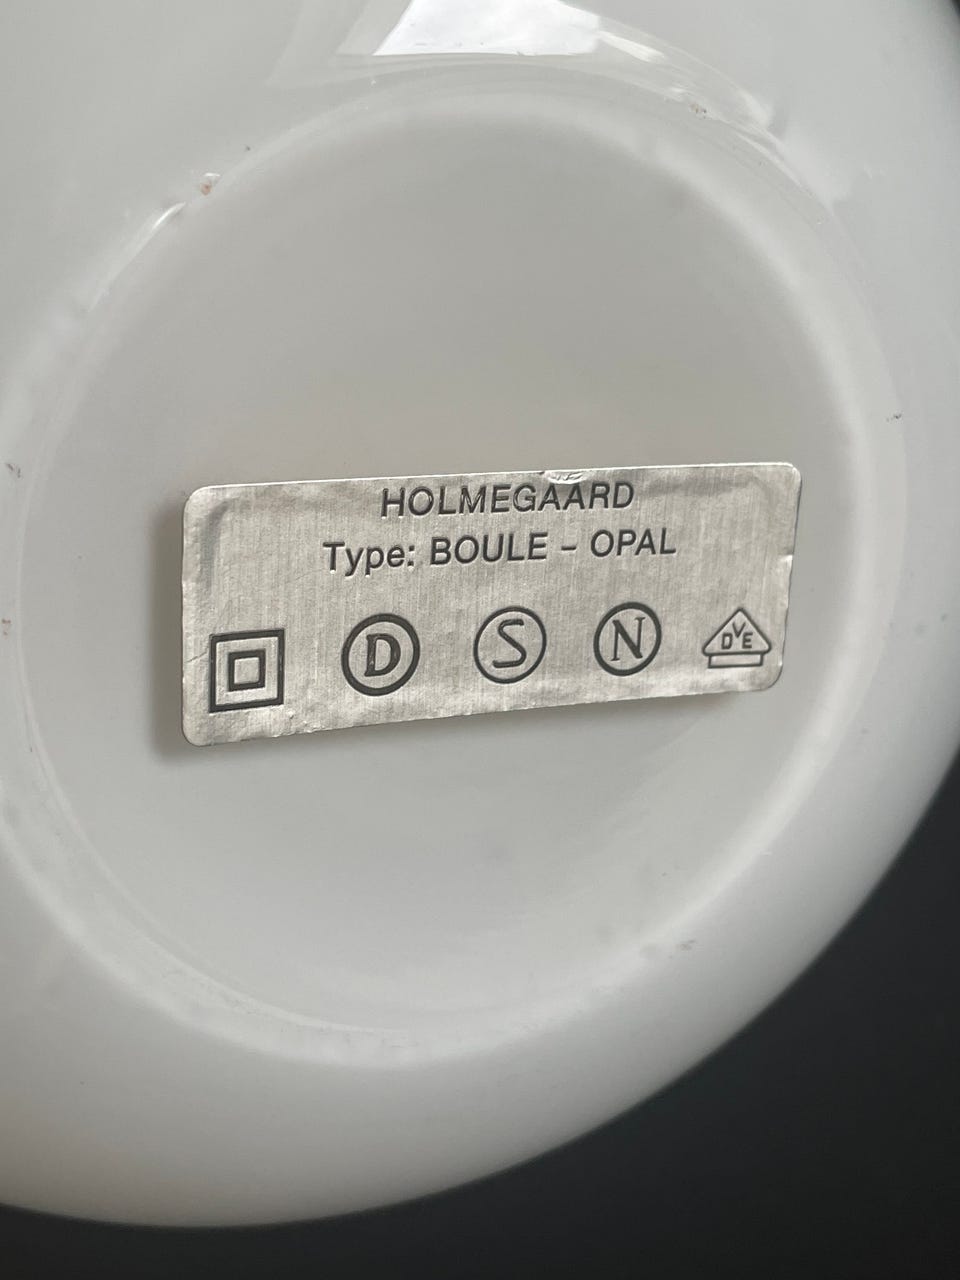 HOLMEGAARD
Type: BOULE - OPAL
D S N DVE